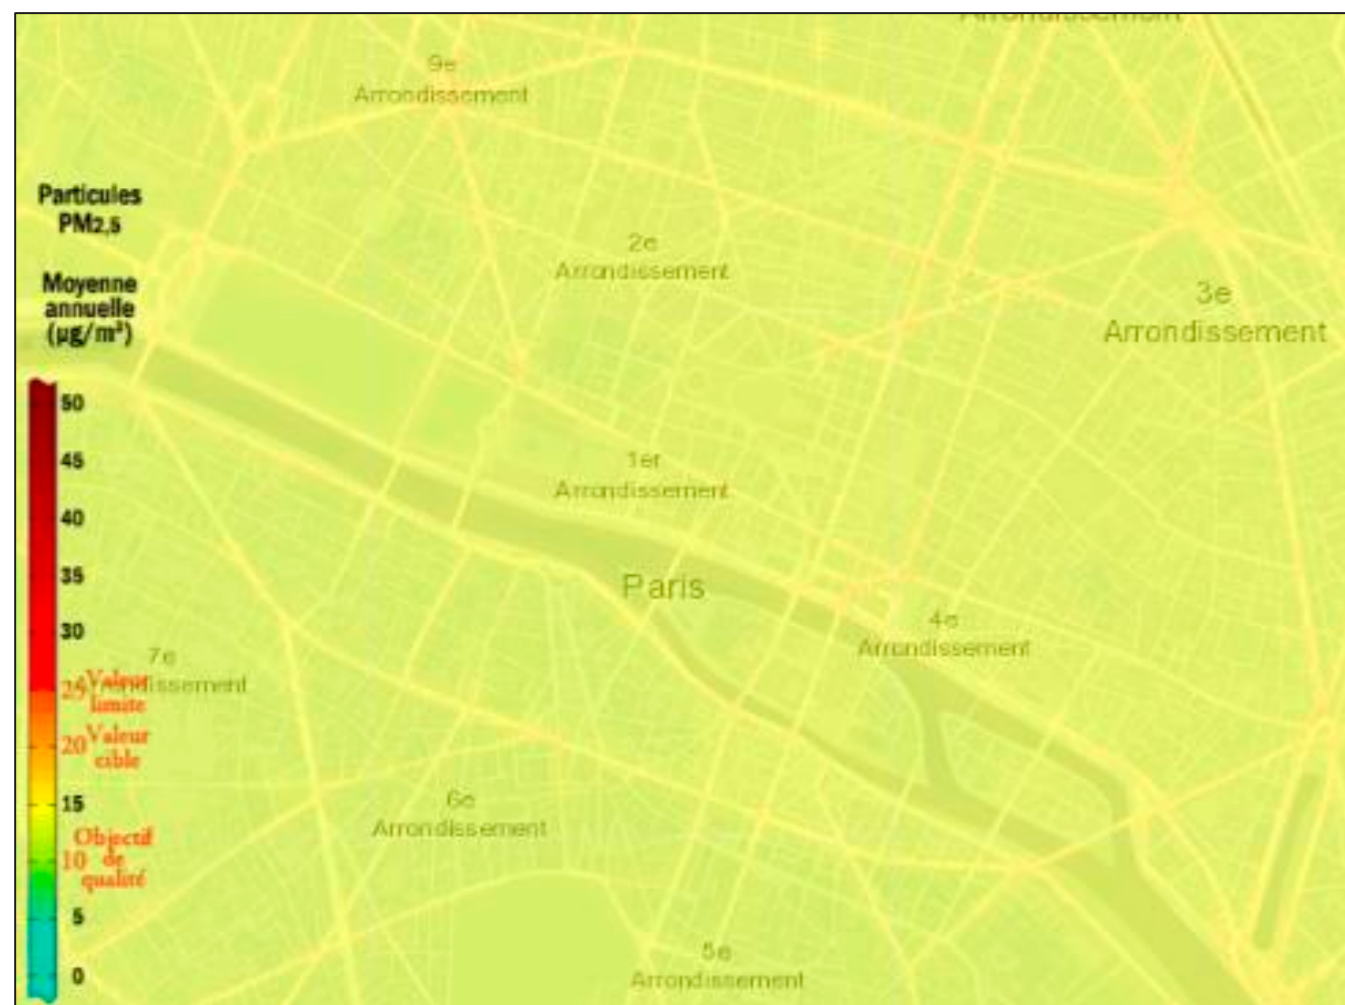 Arrondissement
9e
Arrondissement
Particules
PM2,5
2e
Arrondissement
Moyenne
annuelle
(µg/m³)
3e
Arrondissement
50
45
1er
Arrondissement
40
35
Paris
30
4e
Arrondissement
7e
Arrondissement
25 Valeur
limite
20 Valeur
cible
15
6e
Arrondissement
Objectif
10 de
qualité
5
5e
Arrondissement
0